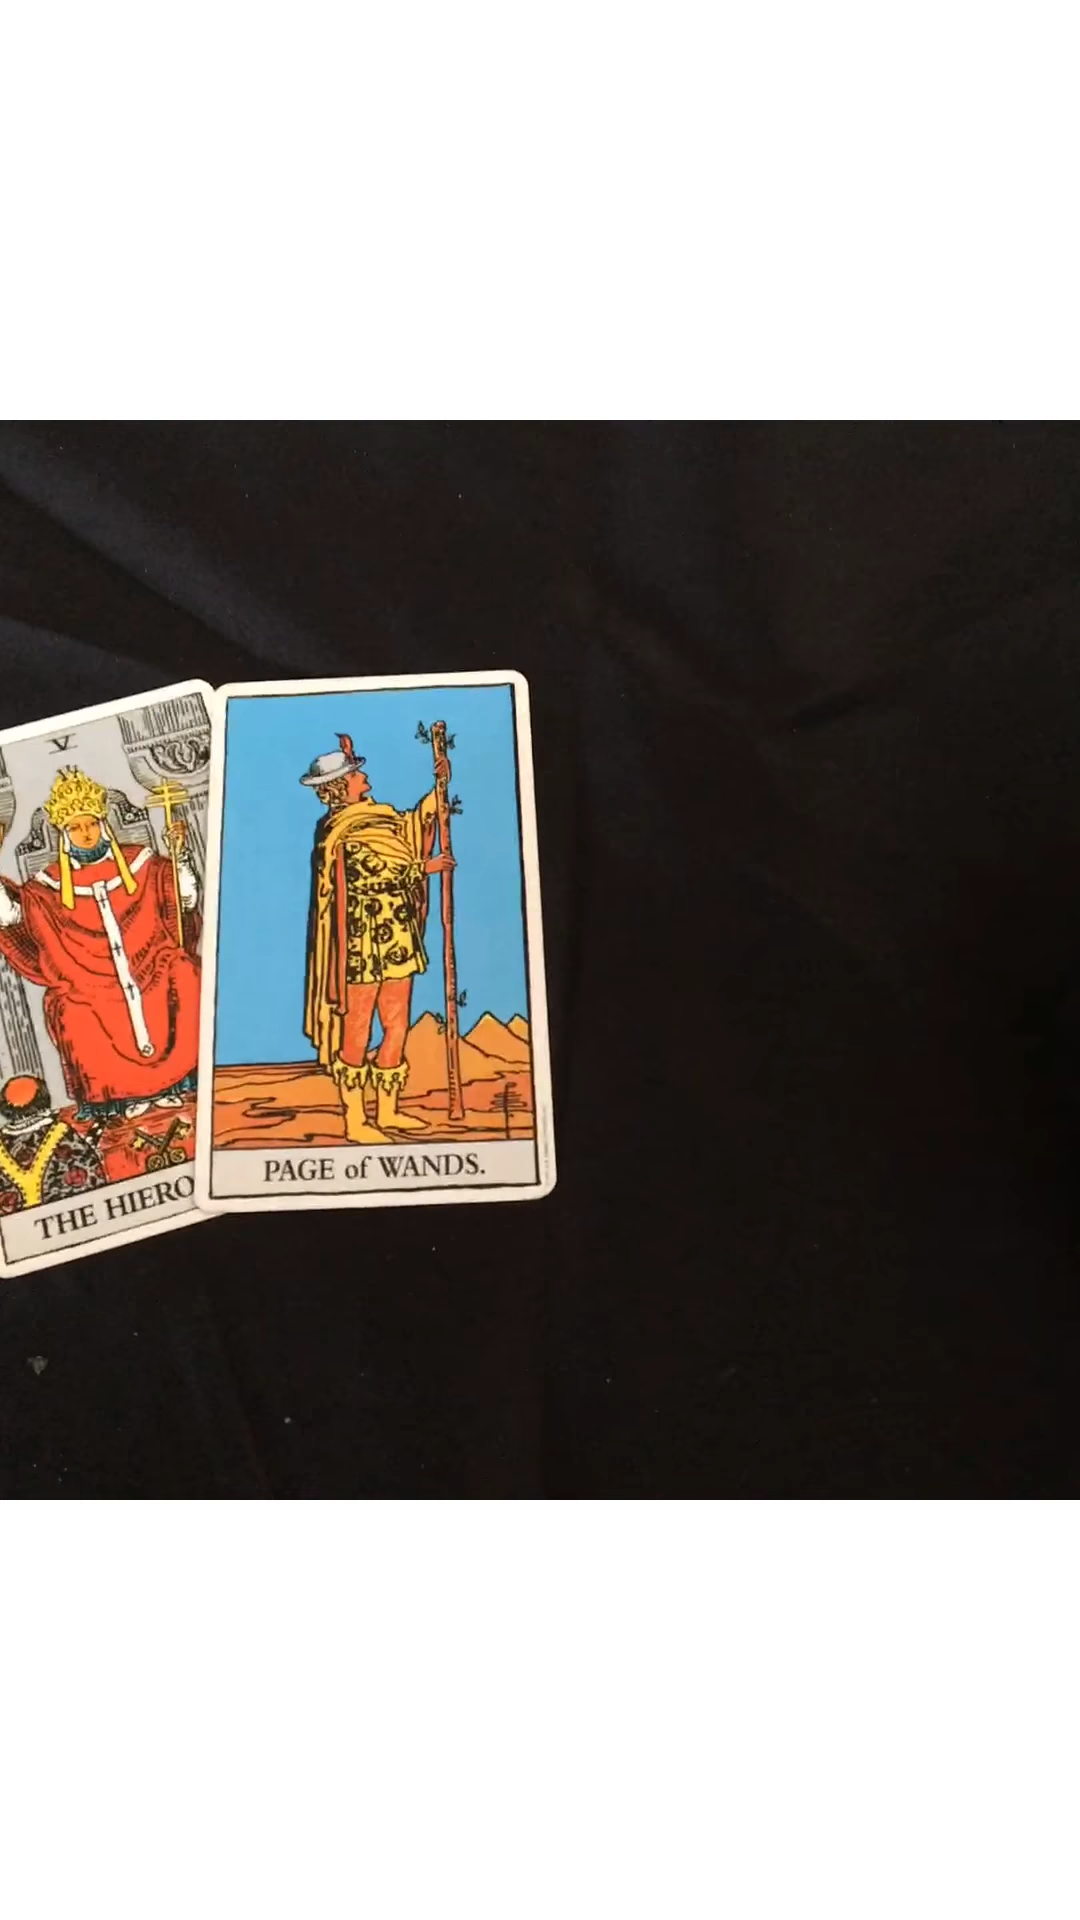 V
THE HIERO
PAGE of WANDS.